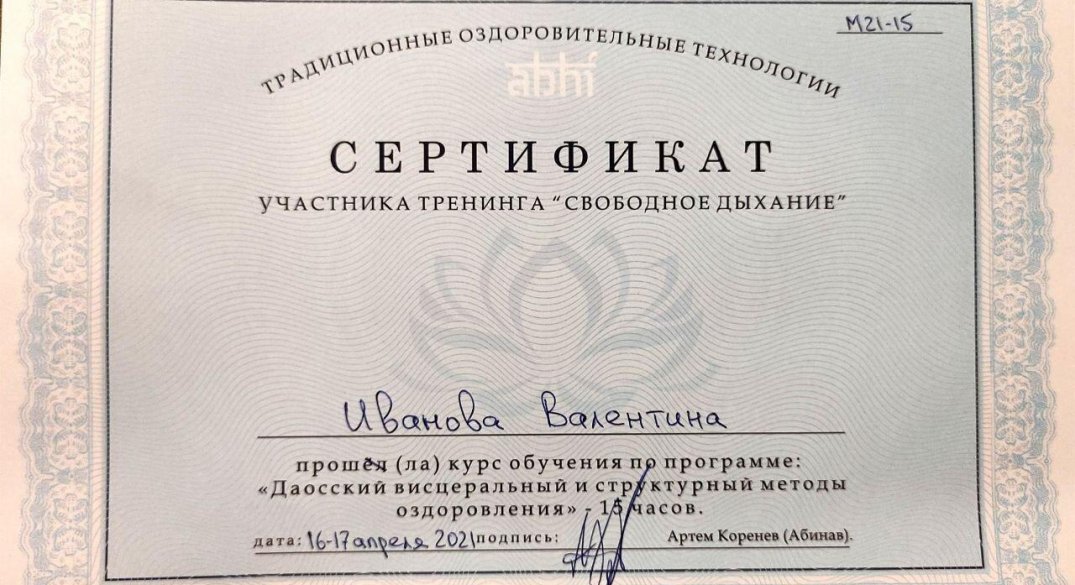 М21-15
ТРАДИЦИОННЫЕ ОЗДОРОВИТЕЛЬНЫЕ ТЕХНОЛОГИИ
abhi
СЕРТИФИКАТ
УЧАСТНИКА ТРЕНИНГА “СВОБОДНОЕ ДЫХАНИЕ”
Иванова Валентина
прошёл (ла) курс обучения по программе:
«Даосский висцеральный и структурный методы
оздоровления» - 15 часов.
дата: 16-17 апреля 2021 подпись: Артем Коренев (Абинав).